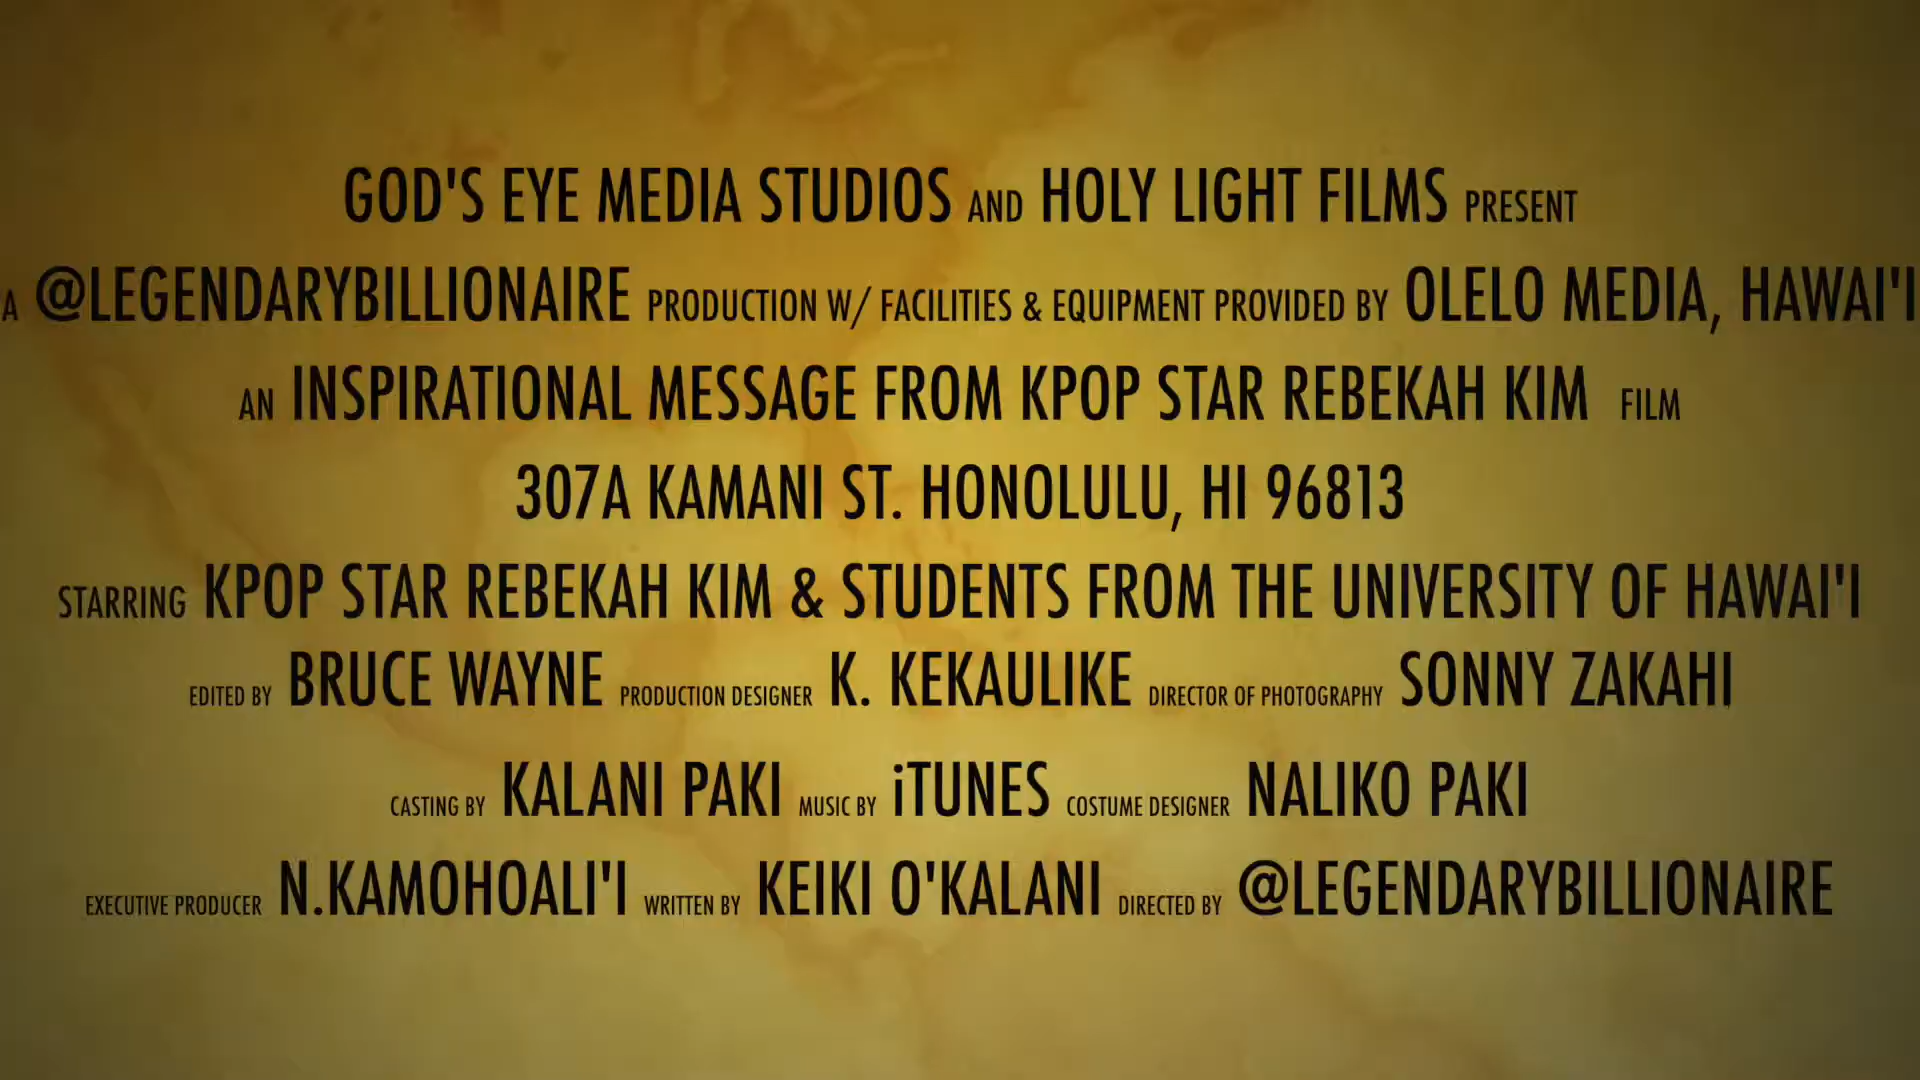 GOD'S EYE MEDIA STUDIOS AND HOLY LIGHT FILMS PRESENT
A @LEGENDARYBILLIONAIRE PRODUCTION W/ FACILITIES & EQUIPMENT PROVIDED BY OLELO MEDIA, HAWAI'I
AN INSPIRATIONAL MESSAGE FROM KPOP STAR REBEKAH KIM FILM
307A KAMANI ST. HONOLULU, HI 96813
STARRING KPOP STAR REBEKAH KIM & STUDENTS FROM THE UNIVERSITY OF HAWAI'I
EDITED BY BRUCE WAYNE PRODUCTION DESIGNER K. KEKAULIKE DIRECTOR OF PHOTOGRAPHY SONNY ZAKAHI
CASTING BY KALANI PAKI MUSIC BY iTUNES COSTUME DESIGNER NALIKO PAKI
EXECUTIVE PRODUCER N.KAMOHOALI'I WRITTEN BY KEIKI O'KALANI DIRECTED BY @LEGENDARYBILLIONAIRE